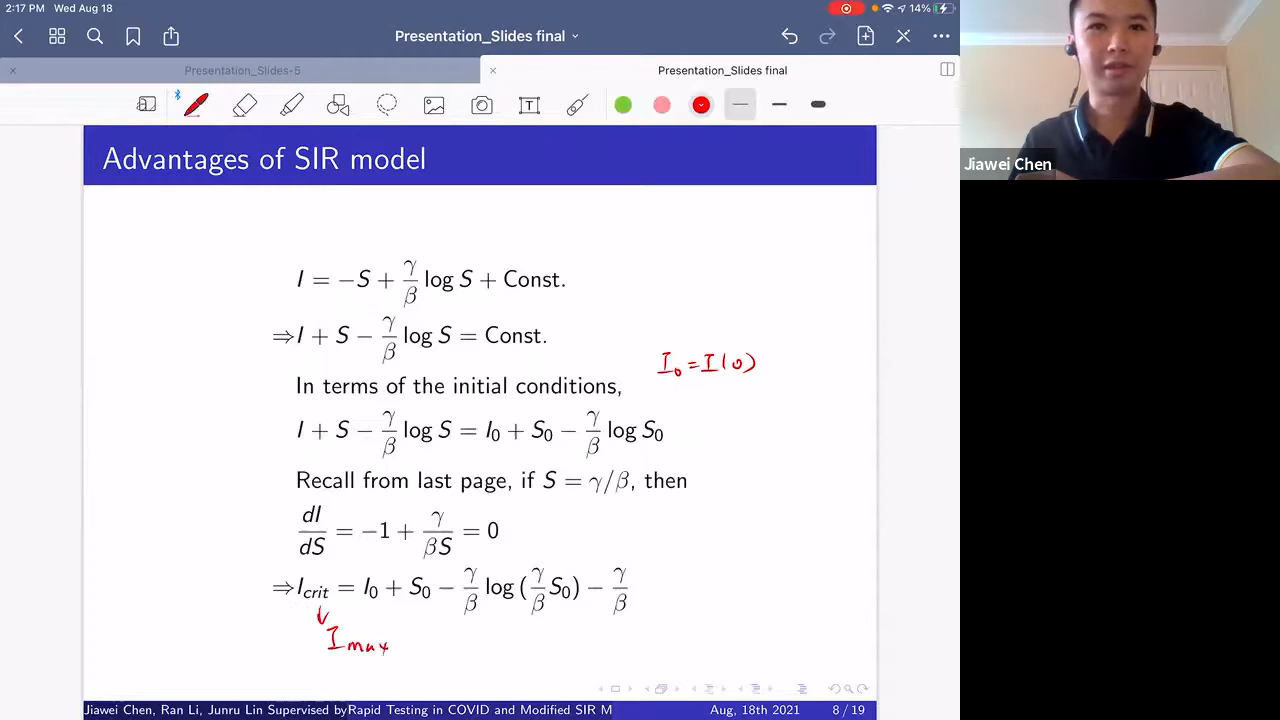 2:17 PM Wed Aug 18
14%
Presentation_Slides final
Presentation_Slides-5
Presentation_Slides final
T
Jiawei Chen
Advantages of SIR model
I = −S + γ/β log S + Const.
⇒I + S − γ/β log S = Const.
I₀ = I(0)
In terms of the initial conditions,
I + S − γ/β log S = I₀ + S₀ − γ/β log S₀
Recall from last page, if S = γ/β, then
dI/dS = −1 + γ/βS = 0
⇒I_crit = I₀ + S₀ − γ/β log (γ/β S₀) − γ/β
I_max
Jiawei Chen, Ran Li, Junru Lin Supervised byRapid Testing in COVID and Modified SIR M
Aug, 18th 2021
8 / 19